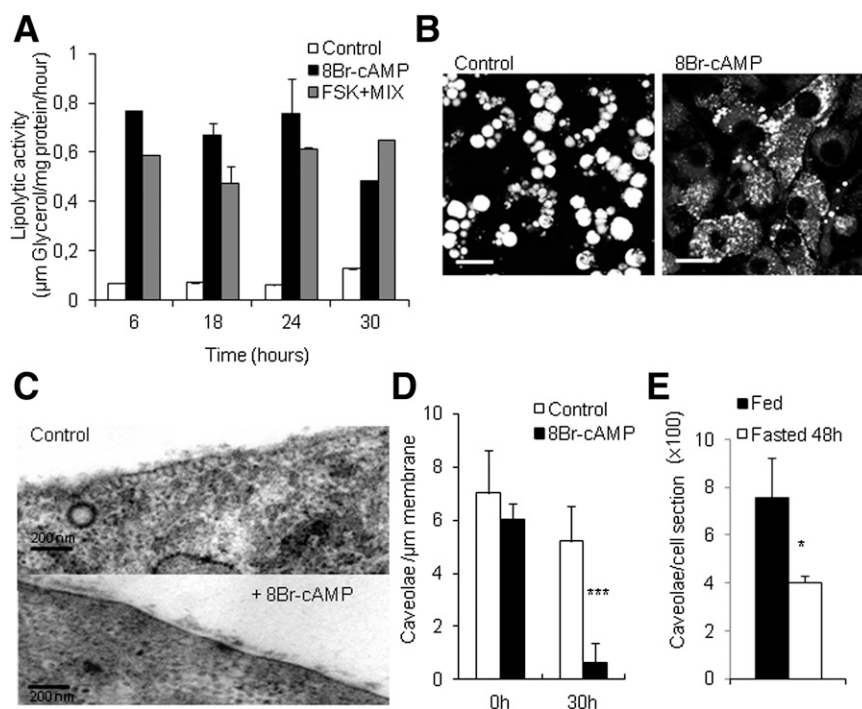 A
Control
8Br-cAMP
FSK+MIX
Lipolytic activity
(µm Glycerol/mg protein/hour)
1
0,8
0,6
0,4
0,2
0
6 18 24 30
Time (hours)
B
Control 8Br-cAMP
C
Control
200 nm
+ 8Br-cAMP
200 nm
D
Control
8Br-cAMP
Caveolae /µm membrane
10
8
6
4
2
0
***
0h 30h
E
Fed
Fasted 48h
Caveolae/cell section (×100)
10
8
6
4
2
0
*